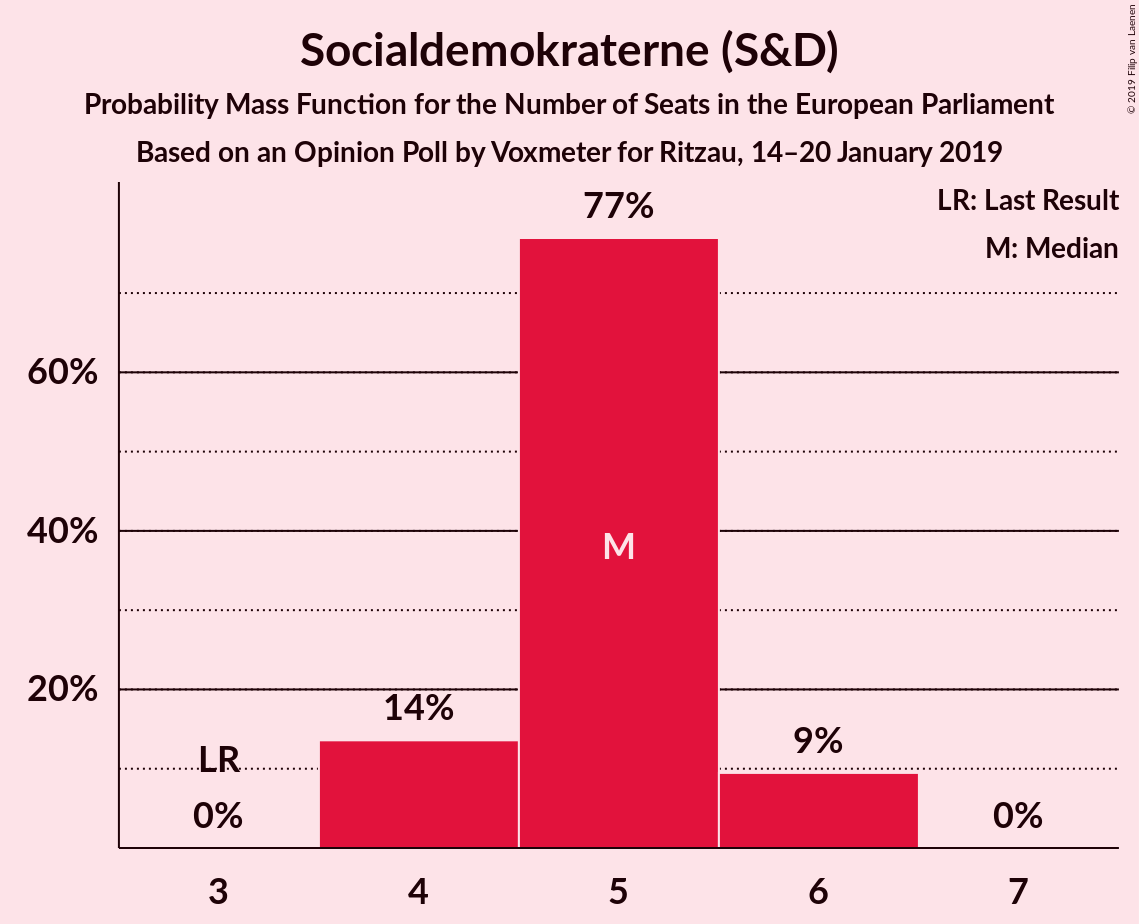 Socialdemokraterne (S&D)
Probability Mass Function for the Number of Seats in the European Parliament
Based on an Opinion Poll by Voxmeter for Ritzau, 14–20 January 2019
© 2019 Filip van Laenen
LR: Last Result
M: Median
77%
60%
40%
M
20%
14%
LR
9%
0%
0%
3 4 5 6 7